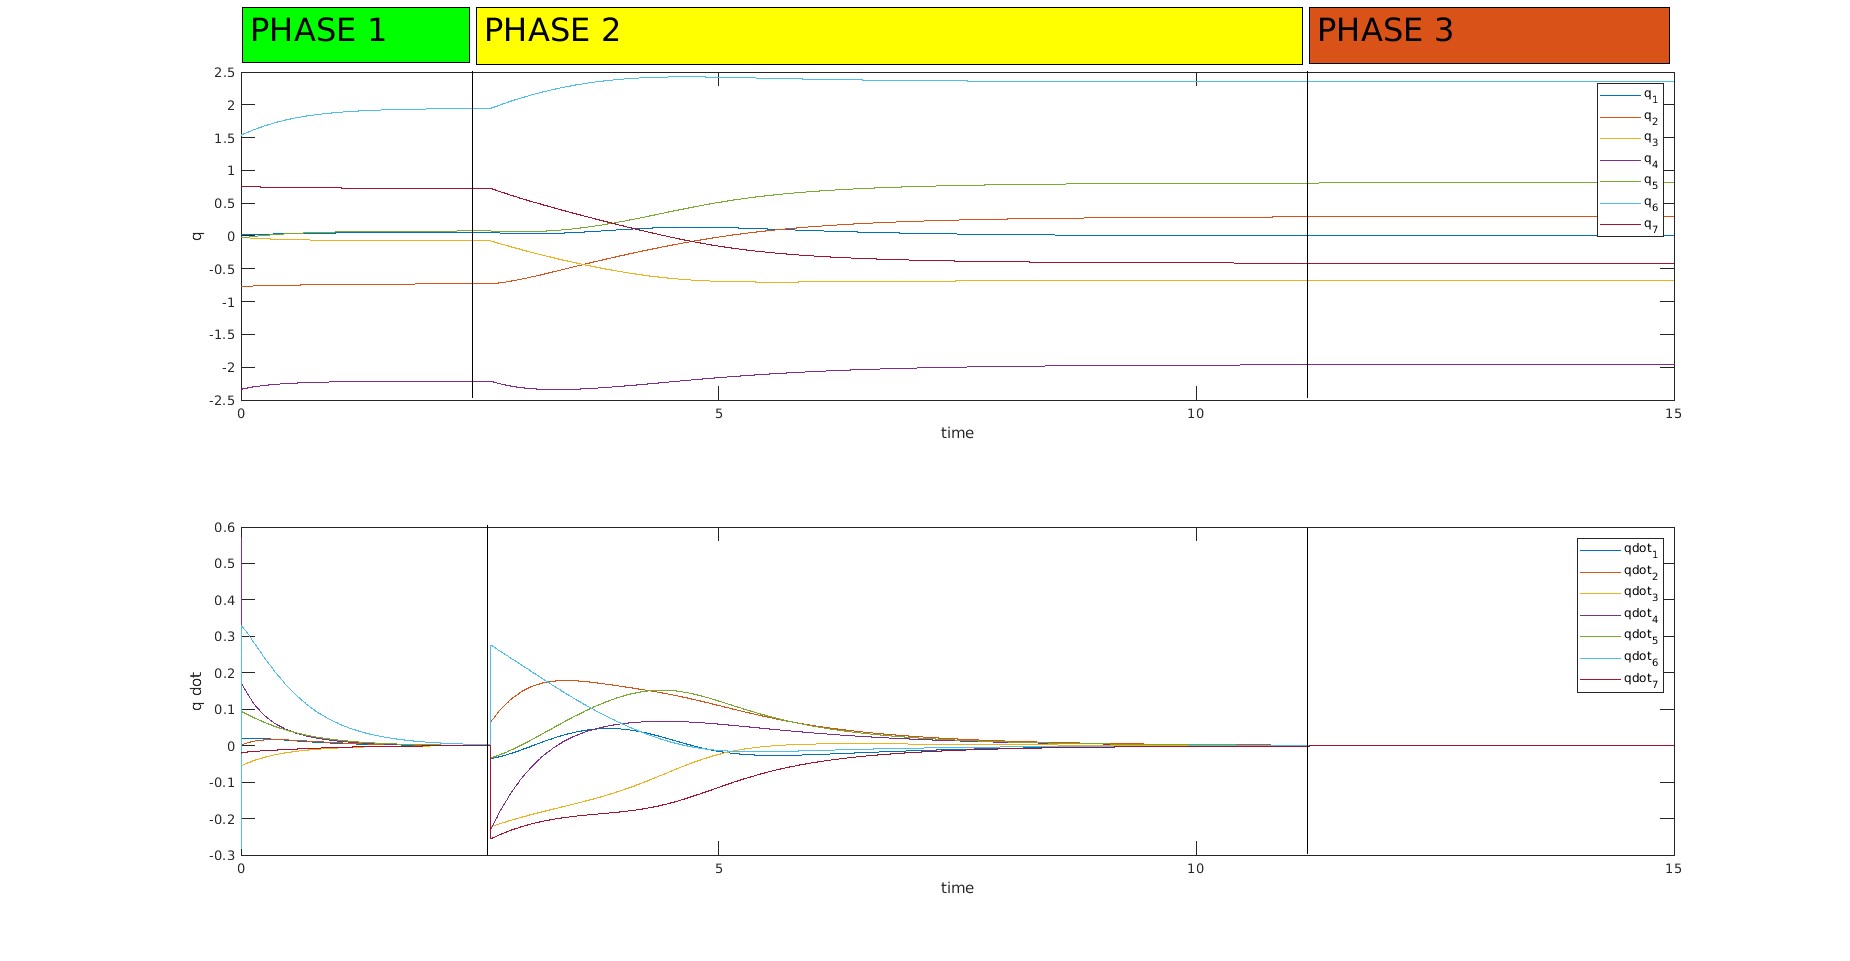 PHASE 1 PHASE 2 PHASE 3
2.5
2
1.5
1
0.5
0
-0.5
-1
-1.5
-2
-2.5
q
0 5 10 15
time
q1
q2
q3
q4
q5
q6
q7
0.6
0.5
0.4
0.3
0.2
0.1
0
-0.1
-0.2
-0.3
q dot
0 5 10 15
time
qdot1
qdot2
qdot3
qdot4
qdot5
qdot6
qdot7